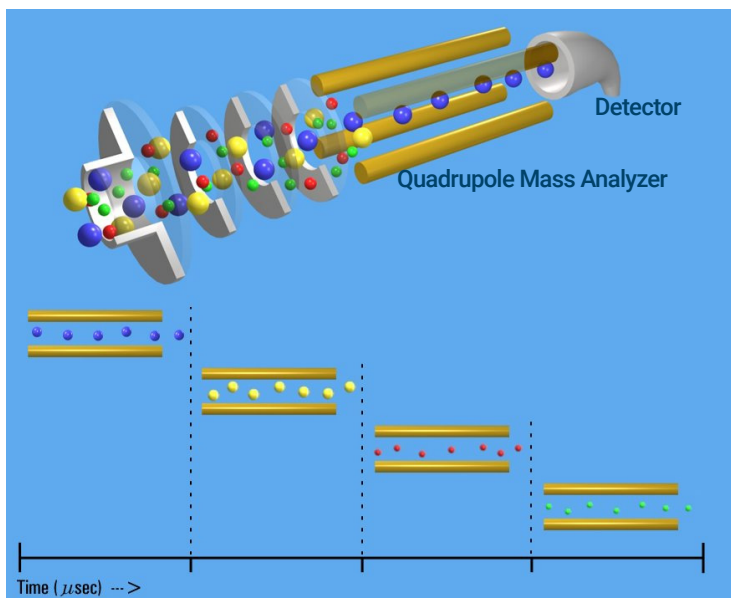 Detector
Quadrupole Mass Analyzer
Time (μsec) --->